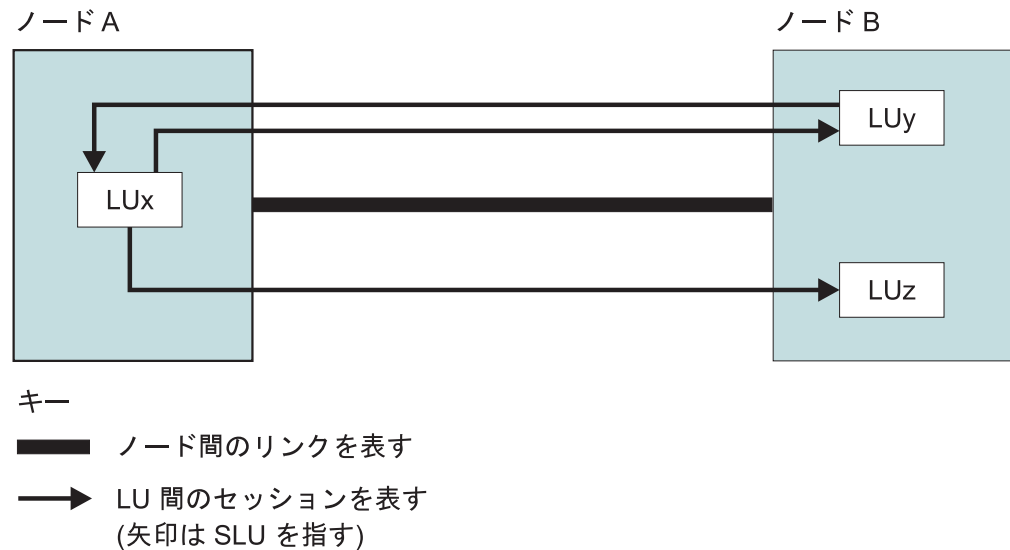 ノード A
ノード B
LUy
LUx
LUz
キー
ノード間のリンクを表す
LU 間のセッションを表す
(矢印は SLU を指す)